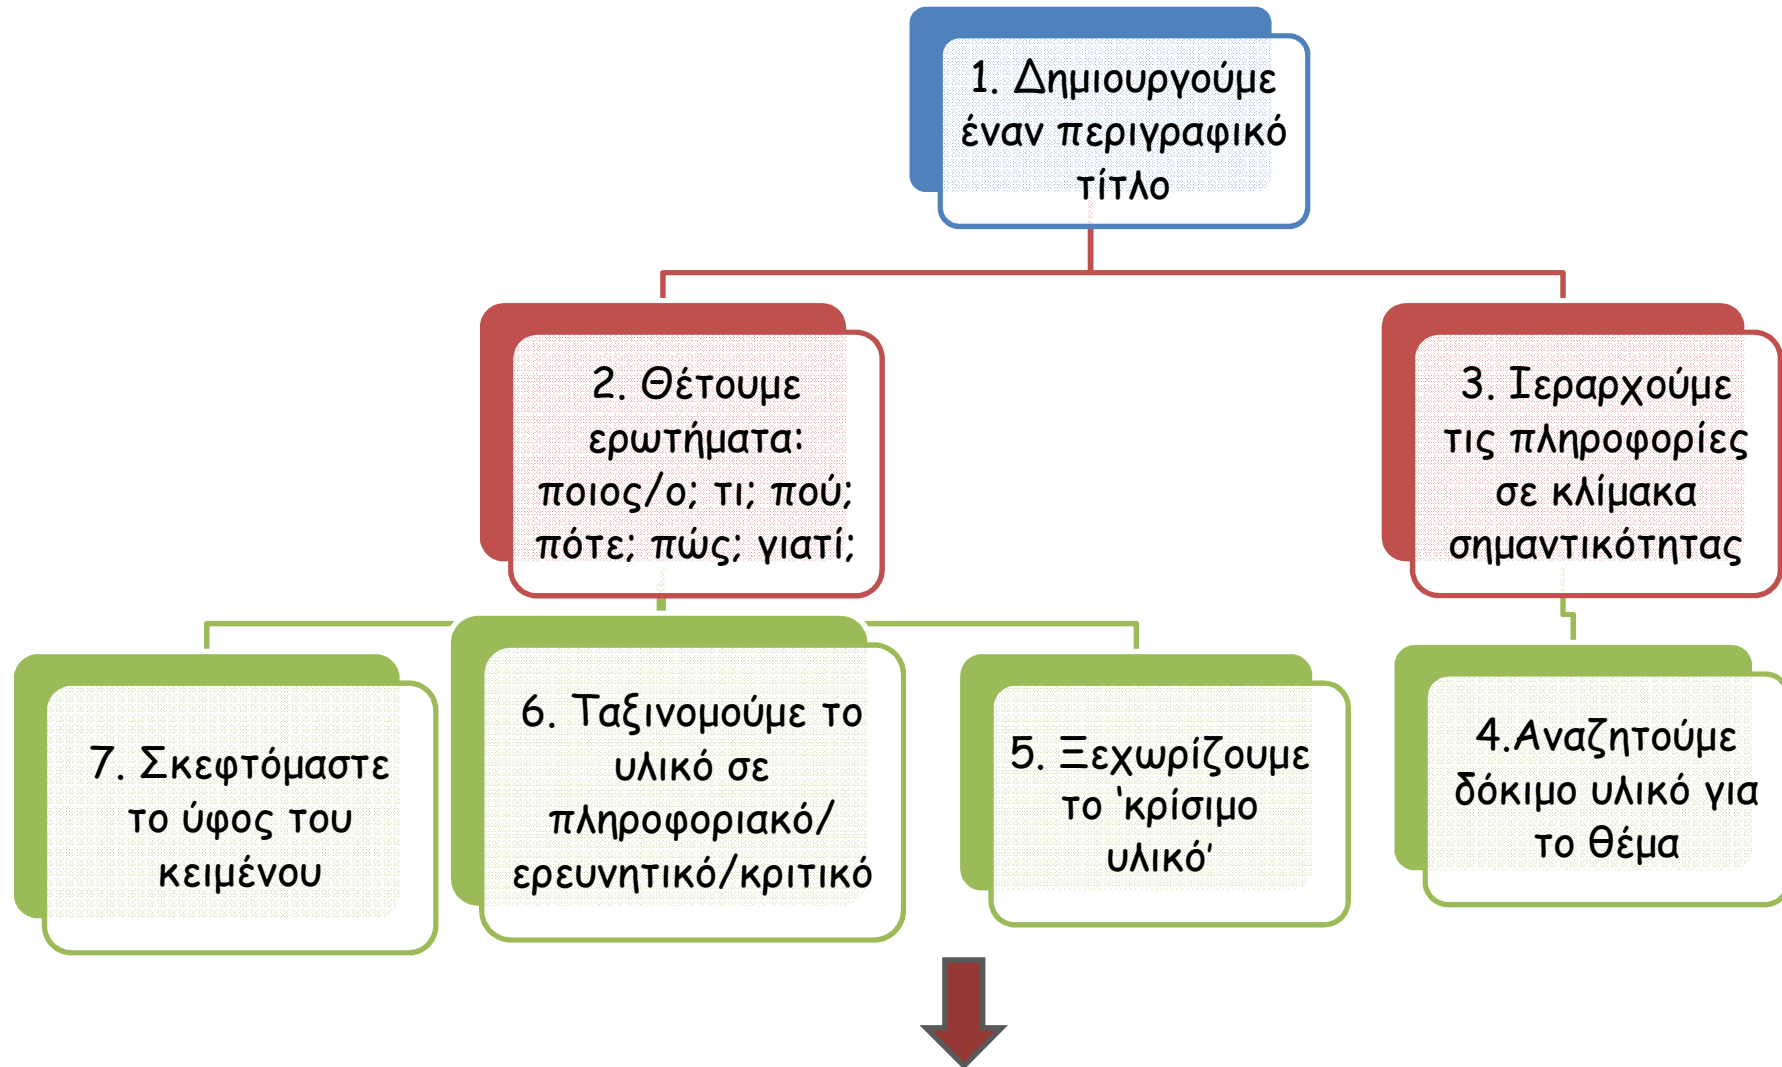 1. Δημιουργούμε
έναν περιγραφικό
τίτλο
2. Θέτουμε
ερωτήματα:
ποιος/ο; τι; πού;
πότε; πώς; γιατί;
3. Ιεραρχούμε
τις πληροφορίες
σε κλίμακα
σημαντικότητας
7. Σκεφτόμαστε
το ύφος του
κειμένου
6. Ταξινομούμε το
υλικό σε
πληροφοριακό/
ερευνητικό/κριτικό
5. Ξεχωρίζουμε
το ‘κρίσιμο
υλικό’
4.Αναζητούμε
δόκιμο υλικό για
το θέμα